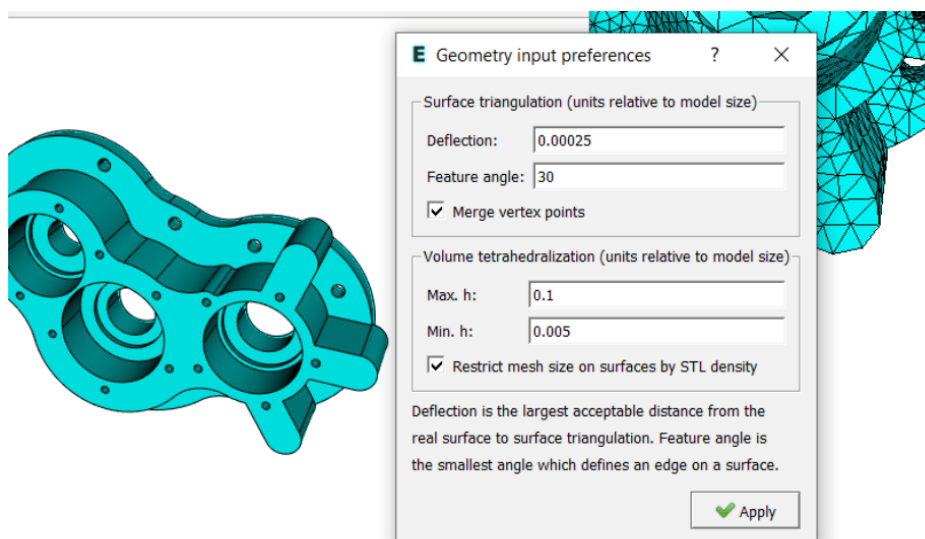 E Geometry input preferences ?
Surface triangulation (units relative to model size)
Deflection: 0.00025
Feature angle: 30
Merge vertex points
Volume tetrahedralization (units relative to model size)
Max. h: 0.1
Min. h: 0.005
Restrict mesh size on surfaces by STL density
Deflection is the largest acceptable distance from the
real surface to surface triangulation. Feature angle is
the smallest angle which defines an edge on a surface.
Apply